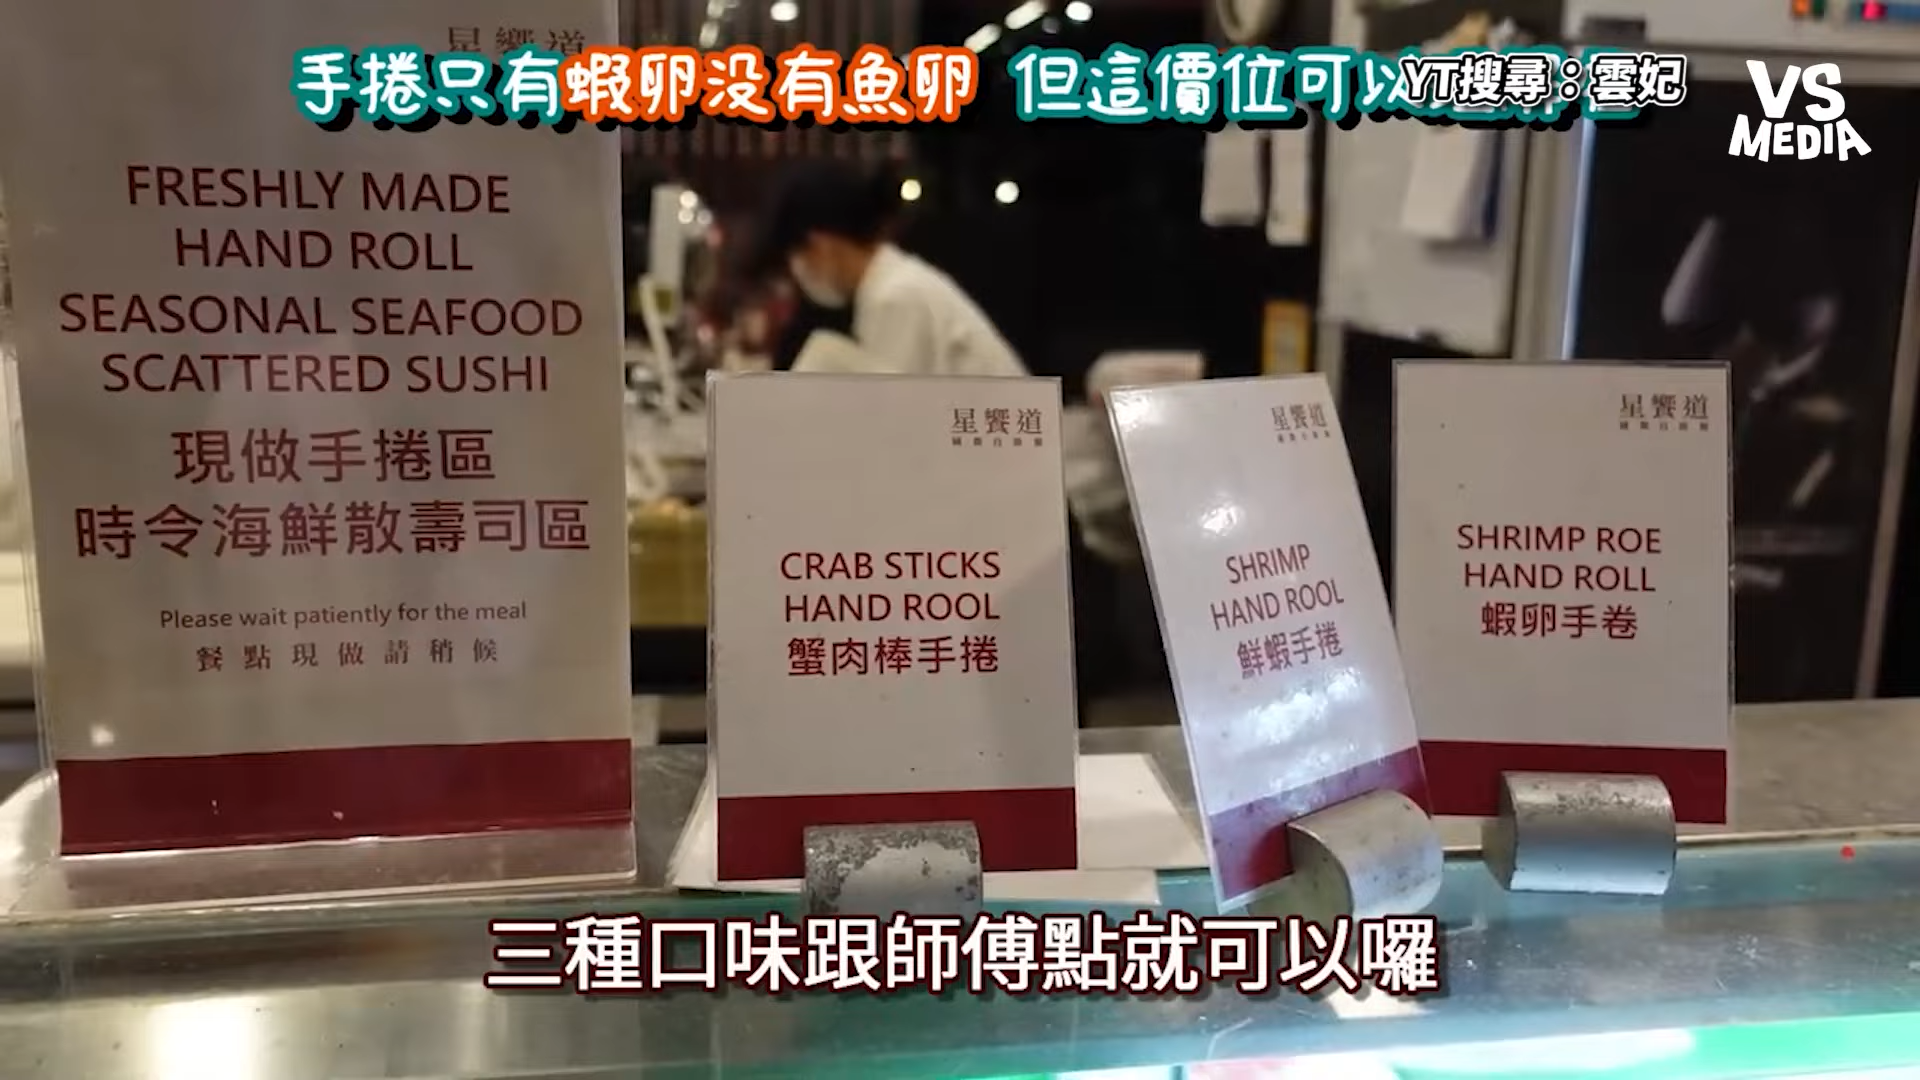 星饗道
手捲只有蝦卵没有魚卵 但這價位可以
YT搜尋：雲妃
VS
MEDIA
FRESHLY MADE
HAND ROLL
SEASONAL SEAFOOD
SCATTERED SUSHI
現做手捲區
時令海鮮散壽司區
Please wait patiently for the meal
餐點現做請稍候
星饗道
CRAB STICKS
HAND ROOL
蟹肉棒手捲
星饗道
SHRIMP
HAND ROOL
鮮蝦手捲
星饗道
SHRIMP ROE
HAND ROLL
蝦卵手卷
三種口味跟師傅點就可以囉